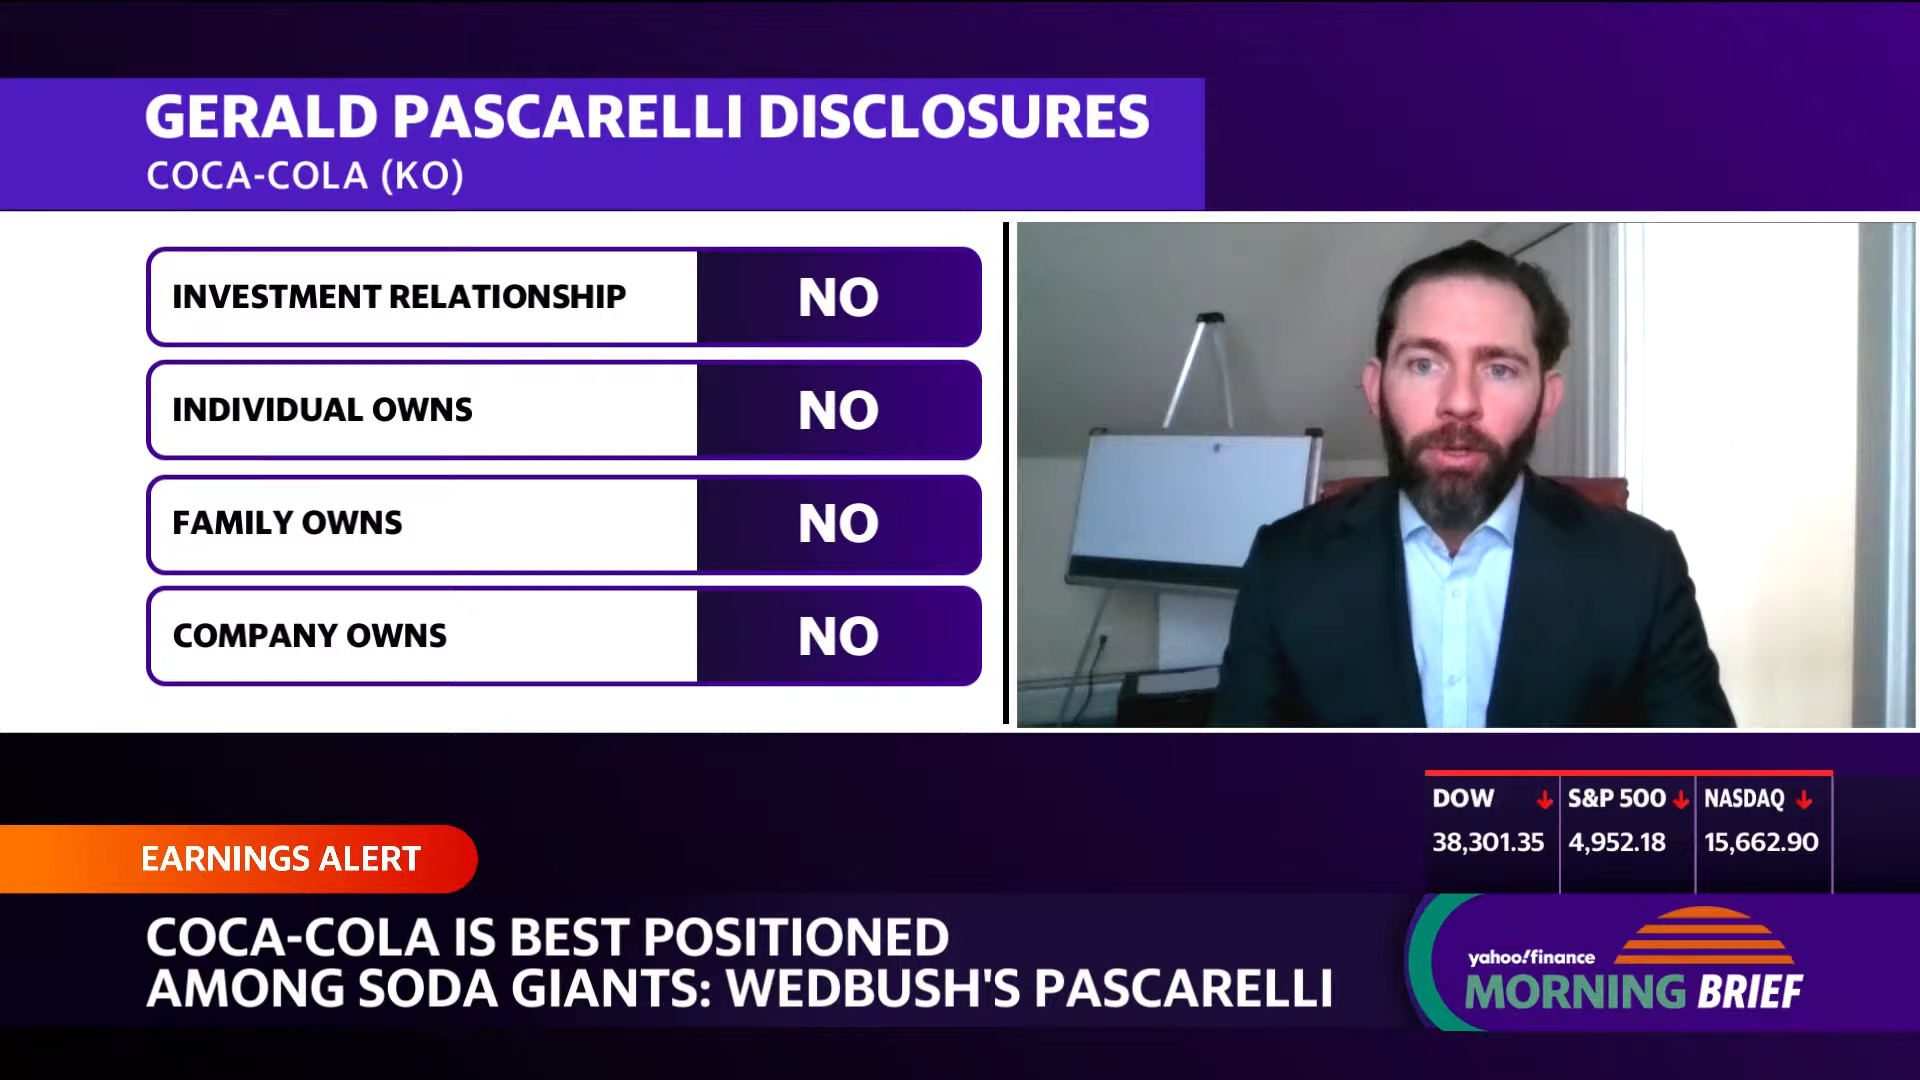 GERALD PASCARELLI DISCLOSURES
COCA-COLA (KO)
INVESTMENT RELATIONSHIP NO
INDIVIDUAL OWNS NO
FAMILY OWNS NO
COMPANY OWNS NO
DOW S&P 500 NASDAQ
38,301.35 4,952.18 15,662.90
EARNINGS ALERT
COCA-COLA IS BEST POSITIONED
AMONG SODA GIANTS: WEDBUSH'S PASCARELLI
yahoo!finance
MORNING BRIEF